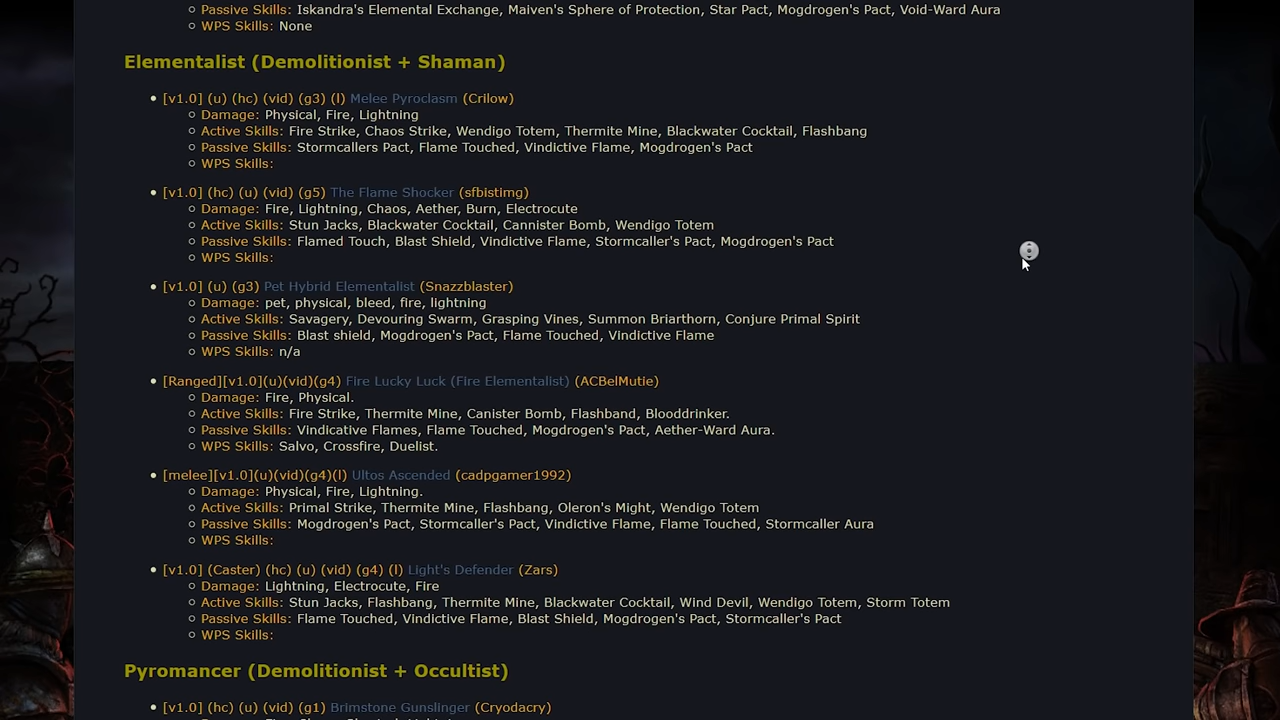 Passive Skills: Iskandra's Elemental Exchange, Maiven's Sphere of Protection, Star Pact, Mogdrogen's Pact, Void-Ward Aura
WPS Skills: None
Elementalist (Demolitionist + Shaman)
[v1.0] (u) (hc) (vid) (g3) (l) Melee Pyroclasm (Crilow)
Damage: Physical, Fire, Lightning
Active Skills: Fire Strike, Chaos Strike, Wendigo Totem, Thermite Mine, Blackwater Cocktail, Flashbang
Passive Skills: Stormcallers Pact, Flame Touched, Vindictive Flame, Mogdrogen's Pact
WPS Skills:
[v1.0] (hc) (u) (vid) (g5) The Flame Shocker (sfbistimg)
Damage: Fire, Lightning, Chaos, Aether, Burn, Electrocute
Active Skills: Stun Jacks, Blackwater Cocktail, Cannister Bomb, Wendigo Totem
Passive Skills: Flamed Touch, Blast Shield, Vindictive Flame, Stormcaller's Pact, Mogdrogen's Pact
WPS Skills:
[v1.0] (u) (g3) Pet Hybrid Elementalist (Snazzblaster)
Damage: pet, physical, bleed, fire, lightning
Active Skills: Savagery, Devouring Swarm, Grasping Vines, Summon Briarthorn, Conjure Primal Spirit
Passive Skills: Blast shield, Mogdrogen's Pact, Flame Touched, Vindictive Flame
WPS Skills: n/a
[Ranged][v1.0](u)(vid)(g4) Fire Lucky Luck (Fire Elementalist) (ACBelMutie)
Damage: Fire, Physical.
Active Skills: Fire Strike, Thermite Mine, Canister Bomb, Flashband, Blooddrinker.
Passive Skills: Vindicative Flames, Flame Touched, Mogdrogen's Pact, Aether-Ward Aura.
WPS Skills: Salvo, Crossfire, Duelist.
[melee][v1.0](u)(vid)(g4)(l) Ultos Ascended (cadpgamer1992)
Damage: Physical, Fire, Lightning.
Active Skills: Primal Strike, Thermite Mine, Flashbang, Oleron's Might, Wendigo Totem
Passive Skills: Mogdrogen's Pact, Stormcaller's Pact, Vindictive Flame, Flame Touched, Stormcaller Aura
WPS Skills:
[v1.0] (Caster) (hc) (u) (vid) (g4) (l) Light's Defender (Zars)
Damage: Lightning, Electrocute, Fire
Active Skills: Stun Jacks, Flashbang, Thermite Mine, Blackwater Cocktail, Wind Devil, Wendigo Totem, Storm Totem
Passive Skills: Flame Touched, Vindictive Flame, Blast Shield, Mogdrogen's Pact, Stormcaller's Pact
WPS Skills:
Pyromancer (Demolitionist + Occultist)
[v1.0] (hc) (u) (vid) (g1) Brimstone Gunslinger (Cryodacry)